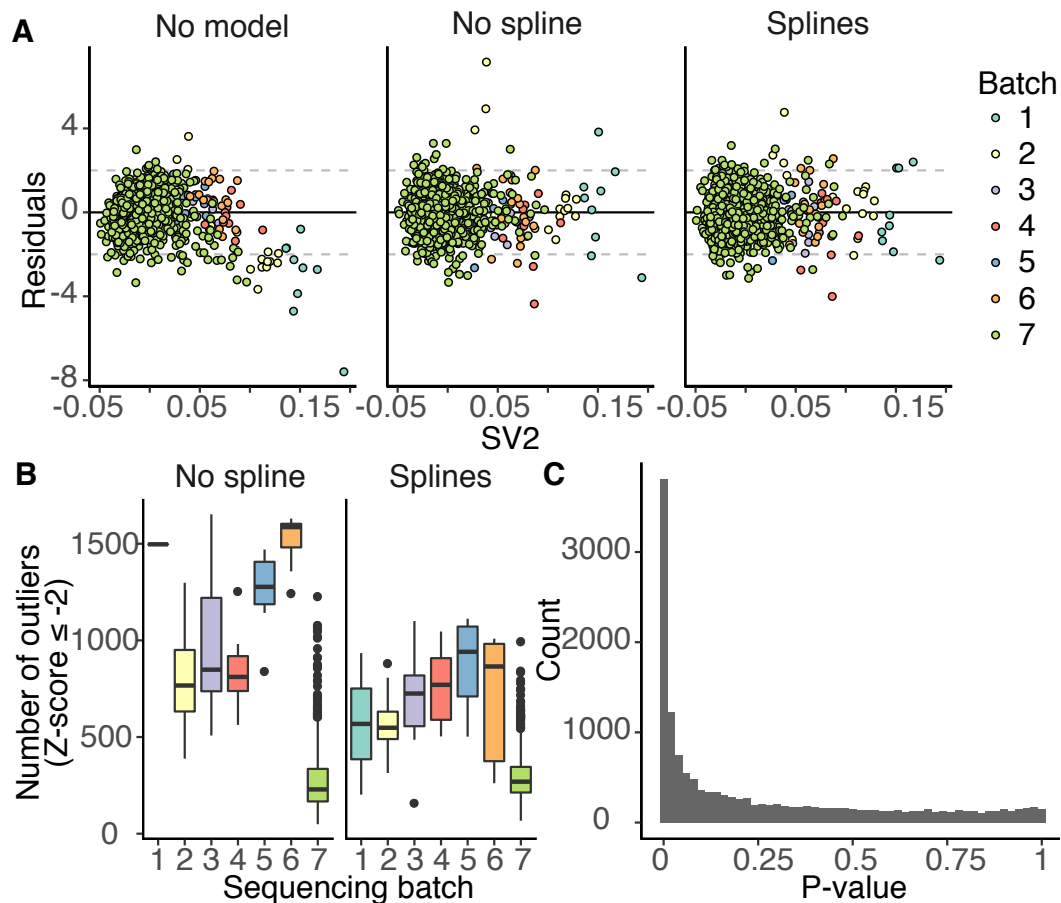 A
No model
No spline
Splines
Residuals
4
0
-4
-8
-0.05
0.05
0.15
-0.05
0.05
0.15
-0.05
0.05
0.15
SV2
Batch
1
2
3
4
5
6
7
B
No spline
Splines
Number of outliers
(Z-score ≤ -2)
1500
1000
500
0
1 2 3 4 5 6 7
1 2 3 4 5 6 7
Sequencing batch
C
Count
3000
2000
1000
0
0
0.25
0.5
0.75
1
P-value